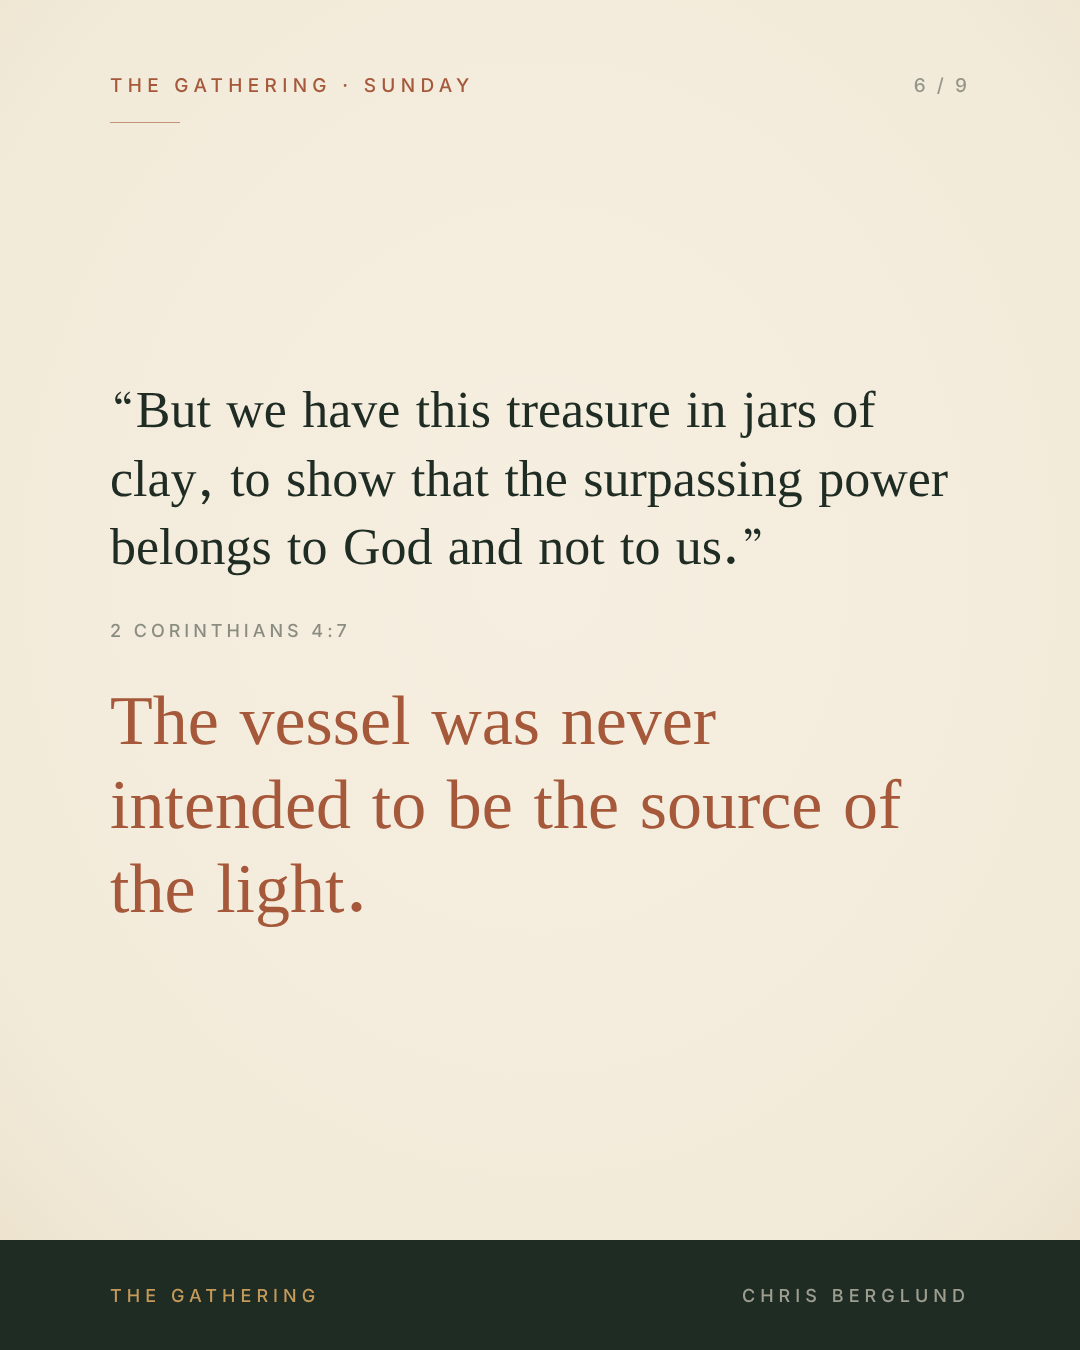 THE GATHERING · SUNDAY
6 / 9
“But we have this treasure in jars of
clay, to show that the surpassing power
belongs to God and not to us.”
2 CORINTHIANS 4:7
The vessel was never
intended to be the source of
the light.
THE GATHERING
CHRIS BERGLUND